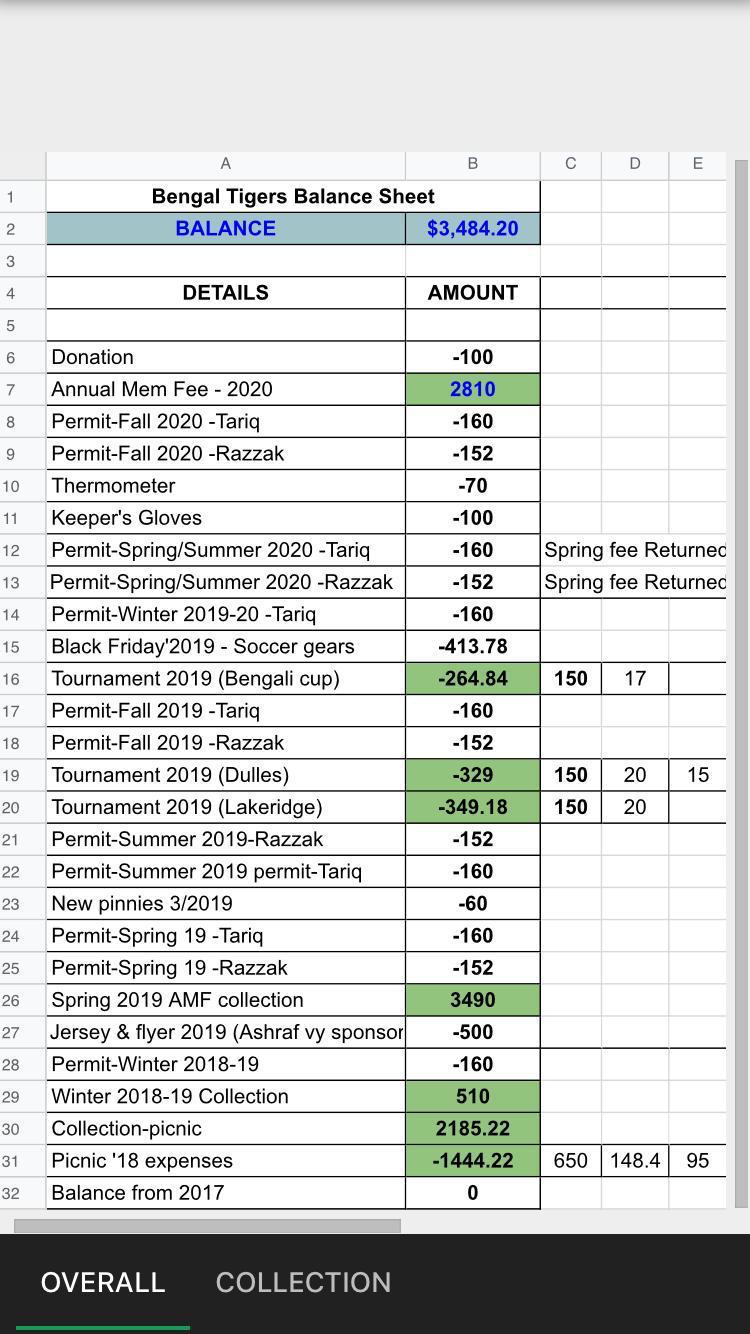 A B C D E
1 Bengal Tigers Balance Sheet
2 BALANCE $3,484.20
3
4 DETAILS AMOUNT
5
6 Donation -100
7 Annual Mem Fee - 2020 2810
8 Permit-Fall 2020 -Tariq -160
9 Permit-Fall 2020 -Razzak -152
10 Thermometer -70
11 Keeper's Gloves -100
12 Permit-Spring/Summer 2020 -Tariq -160 Spring fee Returned
13 Permit-Spring/Summer 2020 -Razzak -152 Spring fee Returned
14 Permit-Winter 2019-20 -Tariq -160
15 Black Friday'2019 - Soccer gears -413.78
16 Tournament 2019 (Bengali cup) -264.84 150 17
17 Permit-Fall 2019 -Tariq -160
18 Permit-Fall 2019 -Razzak -152
19 Tournament 2019 (Dulles) -329 150 20 15
20 Tournament 2019 (Lakeridge) -349.18 150 20
21 Permit-Summer 2019-Razzak -152
22 Permit-Summer 2019 permit-Tariq -160
23 New pinnies 3/2019 -60
24 Permit-Spring 19 -Tariq -160
25 Permit-Spring 19 -Razzak -152
26 Spring 2019 AMF collection 3490
27 Jersey & flyer 2019 (Ashraf vy sponsor -500
28 Permit-Winter 2018-19 -160
29 Winter 2018-19 Collection 510
30 Collection-picnic 2185.22
31 Picnic '18 expenses -1444.22 650 148.4 95
32 Balance from 2017 0
OVERALL COLLECTION